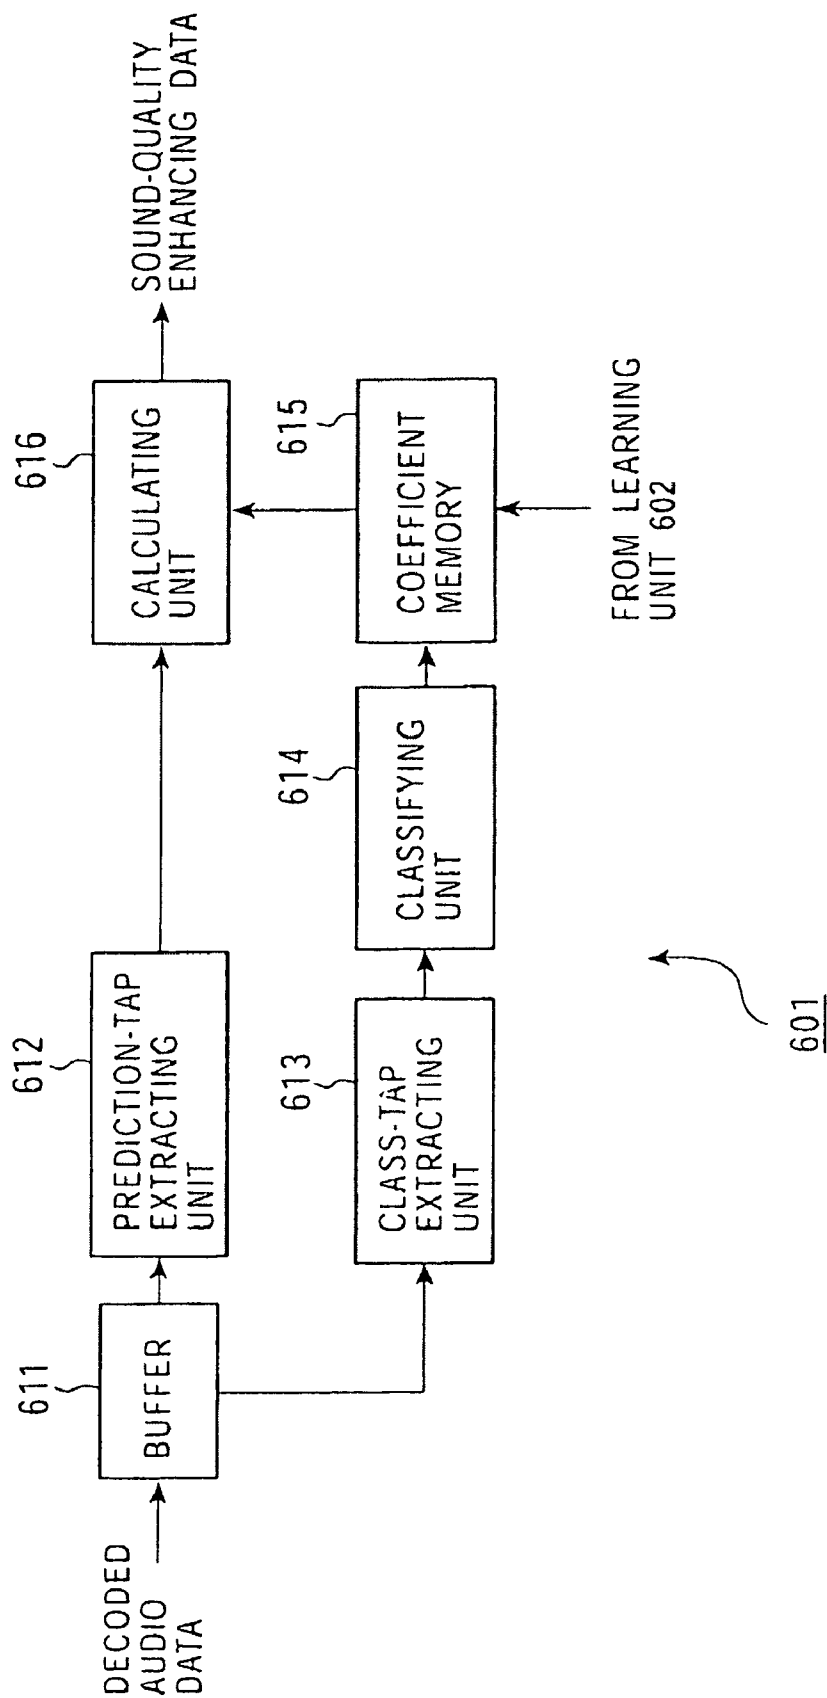 DECODED
AUDIO
DATA
611
BUFFER
612
PREDICTION-TAP
EXTRACTING
UNIT
616
CALCULATING
UNIT
SOUND-QUALITY
ENHANCING DATA
613
CLASS-TAP
EXTRACTING
UNIT
614
CLASSIFYING
UNIT
615
COEFFICIENT
MEMORY
FROM LEARNING
UNIT 602
601